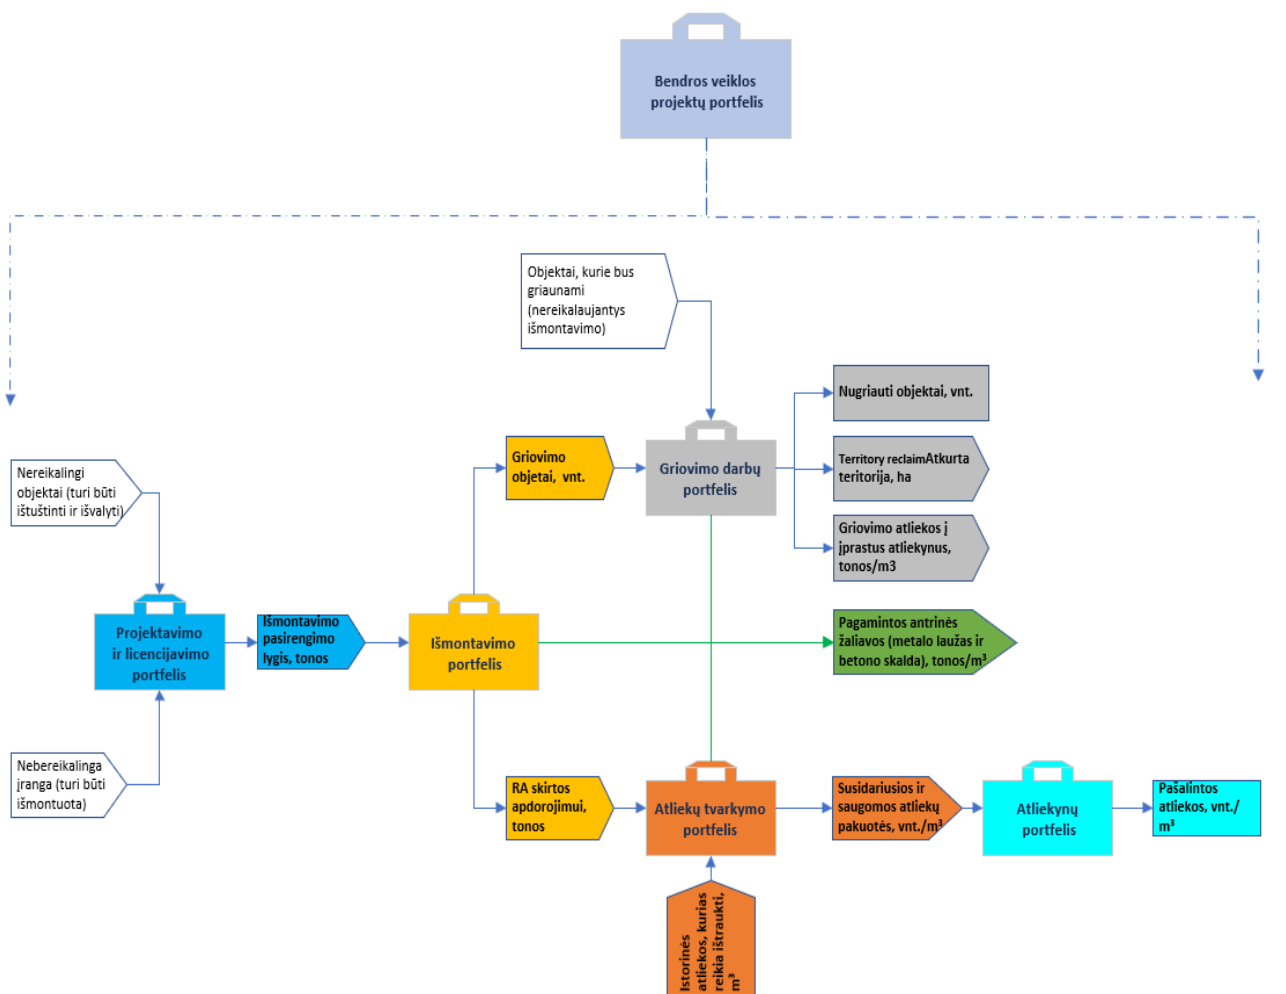 Bendros veiklos
projektų portfelis
Objektai, kurie bus
griaunami
(nereikalaujantys
išmontavimo)
Nugriauti objektai, vnt.
Griovimo
objetai, vnt.
Griovimo darbų
portfelis
Territory reclaimAtkurta
teritorija, ha
Nereikalingi
objektai (turi būti
ištuštinti ir išvalyti)
Griovimo atliekos į
įprastus atliekynus,
tonos/m3
Projektavimo
ir licencijavimo
portfelis
Išmontavimo
pasirengimo
lygis, tonos
Išmontavimo
portfelis
Pagamintos antrinės
žaliavos (metalo laužas ir
betono skalda), tonos/m³
Nebereikalinga
įranga (turi būti
išmontuota)
RA skirtos
apdorojimui,
tonos
Atliekų tvarkymo
portfelis
Susidariusios ir
saugomos atliekų
pakuotės, vnt./m³
Atliekynų
portfelis
Pašalintos
atliekos, vnt./
m³
Istorinės
atliekos, kurias
reikia ištraukti,
m³